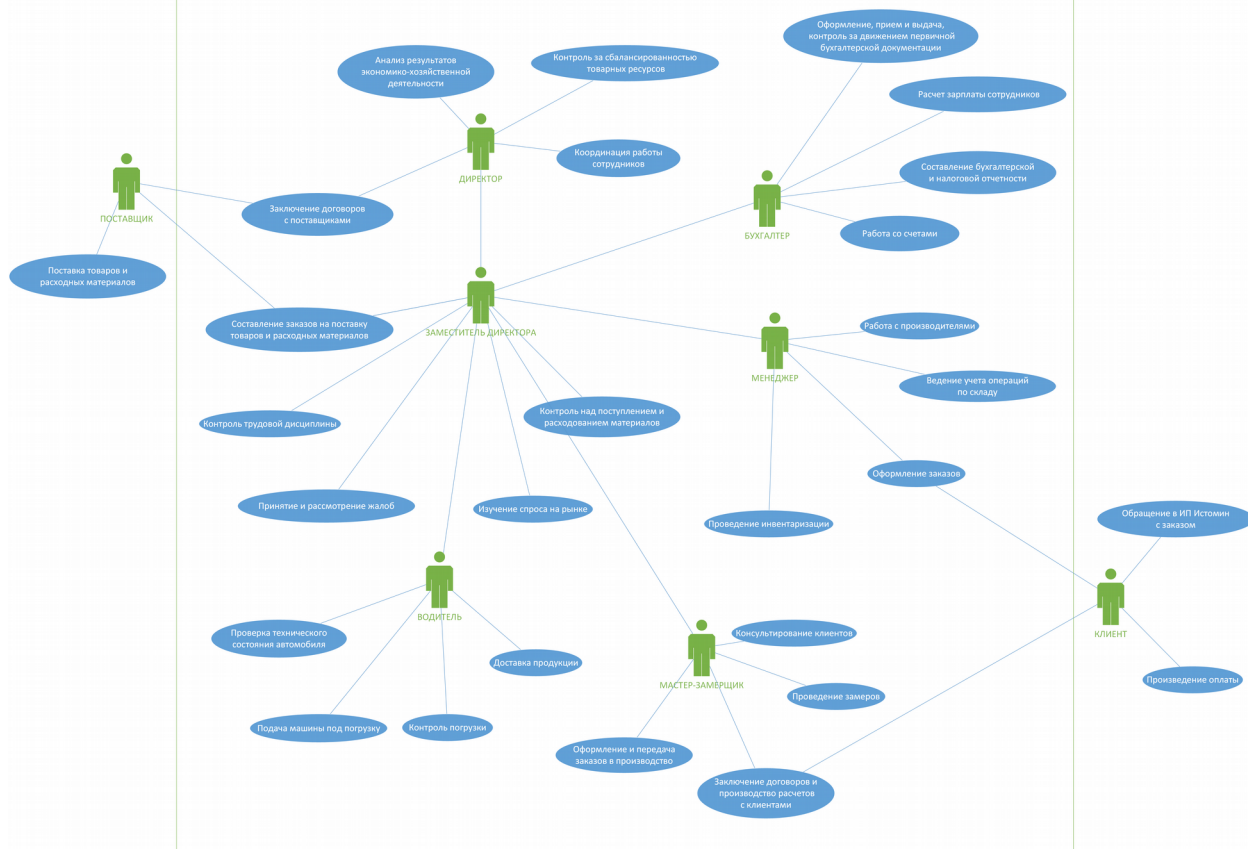 Оформление, прием и выдача,
контроль за движением первичной
бухгалтерской документации
Анализ результатов
экономико-хозяйственной
деятельности
Контроль за сбалансированностью
товарных ресурсов
Расчет зарплаты сотрудников
Координация работы
сотрудников
ДИРЕКТОР
Составление бухгалтерской
и налоговой отчетности
ПОСТАВЩИК
Заключение договоров
с поставщиками
БУХГАЛТЕР
Работа со счетами
Поставка товаров и
расходных материалов
Составление заказов на поставку
товаров и расходных материалов
ЗАМЕСТИТЕЛЬ ДИРЕКТОРА
Работа с производителями
МЕНЕДЖЕР
Ведение учета операций
по складу
Контроль трудовой дисциплины
Контроль над поступлением и
расходованием материалов
Оформление заказов
Принятие и рассмотрение жалоб
Изучение спроса на рынке
Проведение инвентаризации
Обращение в ИП Истомин
с заказом
ВОДИТЕЛЬ
КЛИЕНТ
Проверка технического
состояния автомобиля
Консультирование клиентов
Доставка продукции
МАСТЕР-ЗАМЕРЩИК
Произведение оплаты
Проведение замеров
Подача машины под погрузку
Контроль погрузки
Оформление и передача
заказов в производство
Заключение договоров и
производство расчетов
с клиентами